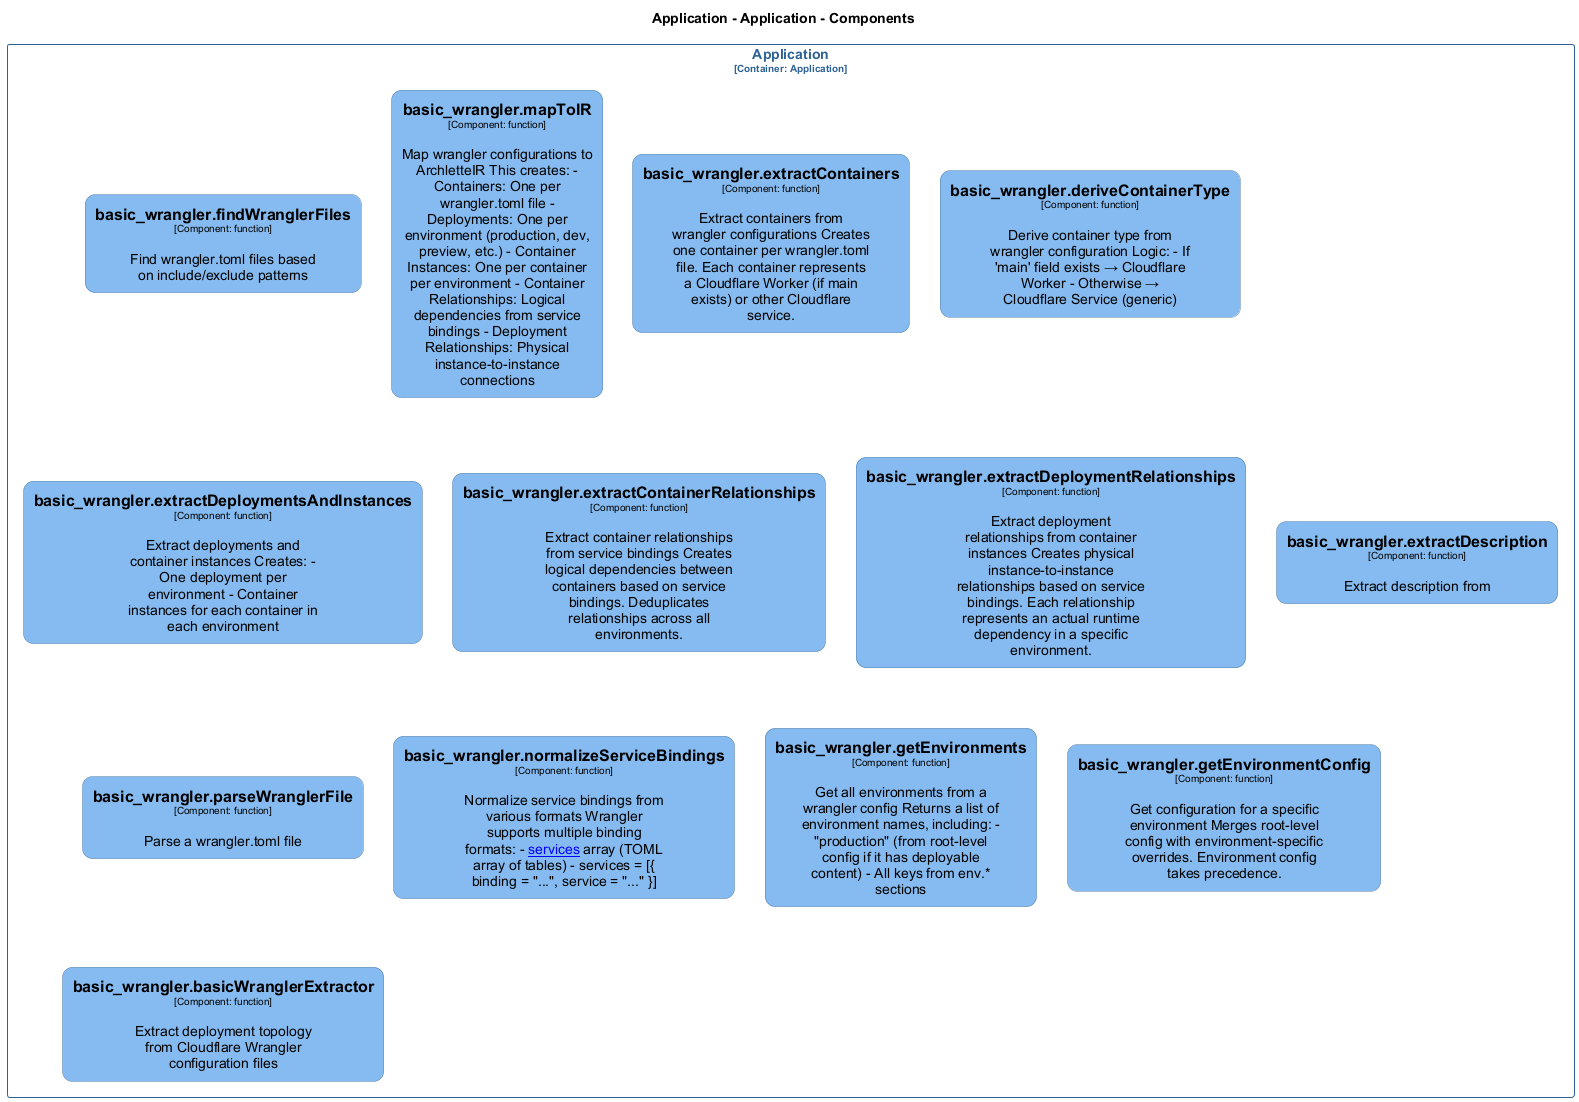 Application - Application - Components
Application
[Container: Application]
basic_wrangler.findWranglerFiles
[Component: function]
Find wrangler.toml files based
on include/exclude patterns
basic_wrangler.mapToIR
[Component: function]
Map wrangler configurations to
ArchletteIR This creates: -
Containers: One per
wrangler.toml file -
Deployments: One per
environment (production, dev,
preview, etc.) - Container
Instances: One per container
per environment - Container
Relationships: Logical
dependencies from service
bindings - Deployment
Relationships: Physical
instance-to-instance
connections
basic_wrangler.extractContainers
[Component: function]
Extract containers from
wrangler configurations Creates
one container per wrangler.toml
file. Each container represents
a Cloudflare Worker (if main
exists) or other Cloudflare
service.
basic_wrangler.deriveContainerType
[Component: function]
Derive container type from
wrangler configuration Logic: - If
'main' field exists → Cloudflare
Worker - Otherwise →
Cloudflare Service (generic)
basic_wrangler.extractDeploymentsAndInstances
[Component: function]
Extract deployments and
container instances Creates: -
One deployment per
environment - Container
instances for each container in
each environment
basic_wrangler.extractContainerRelationships
[Component: function]
Extract container relationships
from service bindings Creates
logical dependencies between
containers based on service
bindings. Deduplicates
relationships across all
environments.
basic_wrangler.extractDeploymentRelationships
[Component: function]
Extract deployment
relationships from container
instances Creates physical
instance-to-instance
relationships based on service
bindings. Each relationship
represents an actual runtime
dependency in a specific
environment.
basic_wrangler.extractDescription
[Component: function]
Extract description from
basic_wrangler.parseWranglerFile
[Component: function]
Parse a wrangler.toml file
basic_wrangler.normalizeServiceBindings
[Component: function]
Normalize service bindings from
various formats Wrangler
supports multiple binding
formats: - services array (TOML
array of tables) - services = [{
binding = "...", service = "..." }]
basic_wrangler.getEnvironments
[Component: function]
Get all environments from a
wrangler config Returns a list of
environment names, including: -
"production" (from root-level
config if it has deployable
content) - All keys from env.*
sections
basic_wrangler.getEnvironmentConfig
[Component: function]
Get configuration for a specific
environment Merges root-level
config with environment-specific
overrides. Environment config
takes precedence.
basic_wrangler.basicWranglerExtractor
[Component: function]
Extract deployment topology
from Cloudflare Wrangler
configuration files